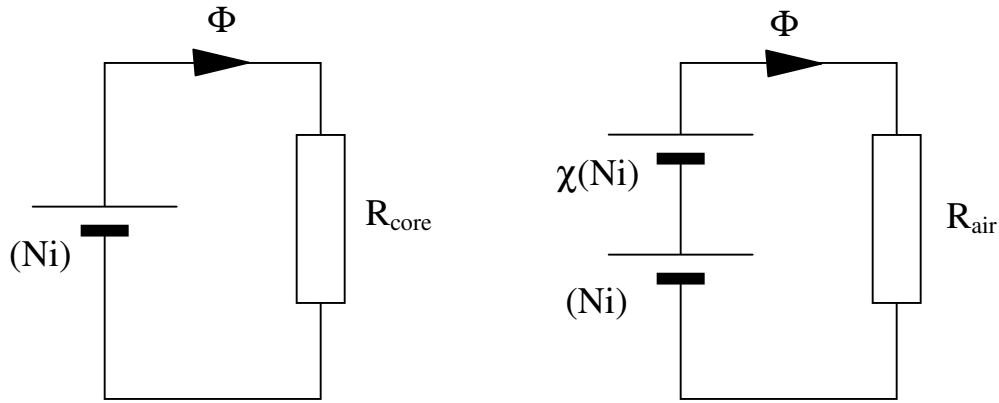 Φ
(Ni)
R_core
Φ
χ(Ni)
(Ni)
R_air